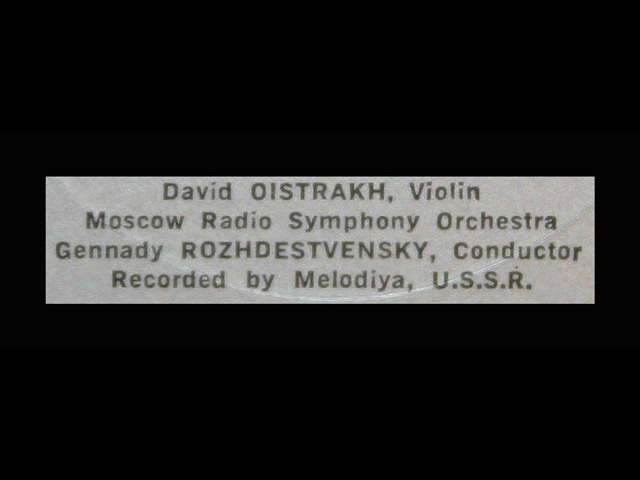 David OISTRAKH, Violin
Moscow Radio Symphony Orchestra
Gennady ROZHDESTVENSKY, Conductor
Recorded by Melodiya, U.S.S.R.